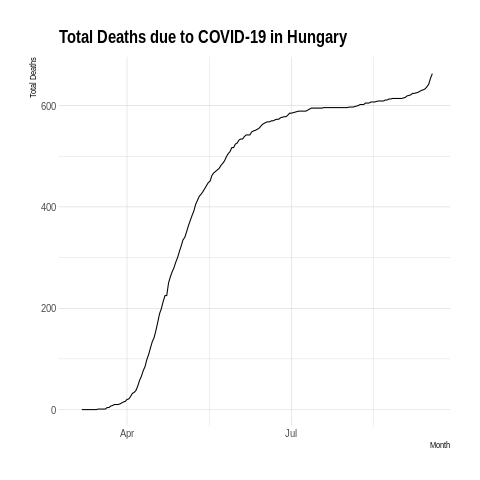 Total Deaths due to COVID-19 in Hungary
Total Deaths
600
400
200
0
Apr
Jul
Month